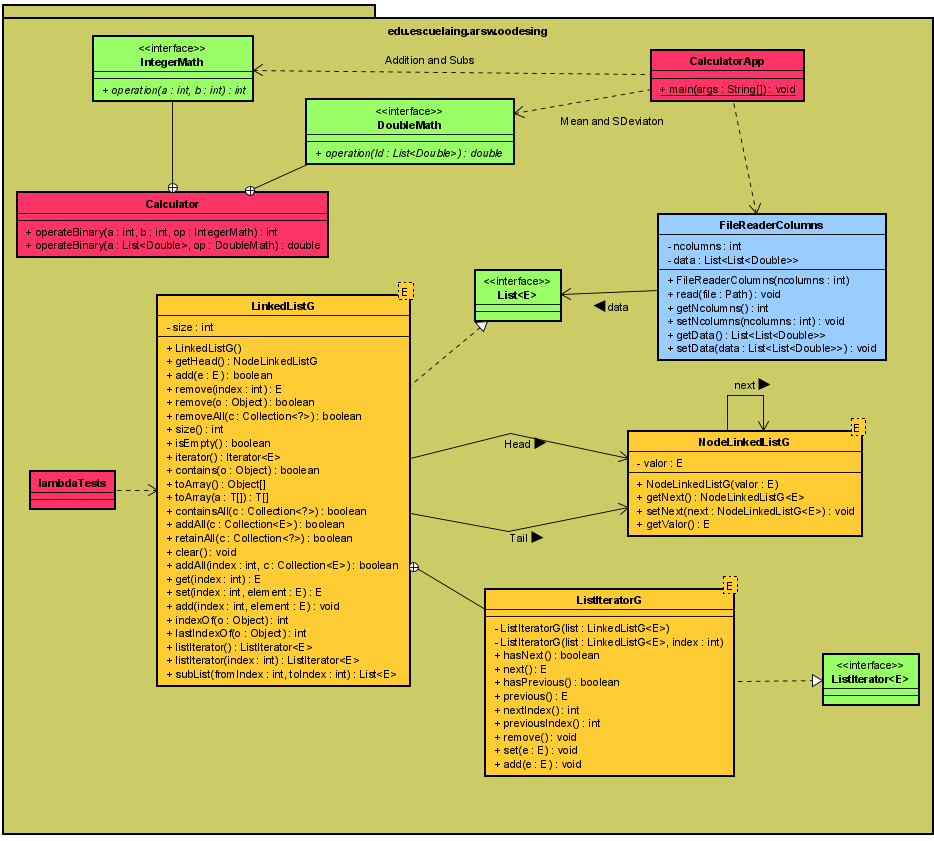 edu.escuelaing.arsw.oodesing
<<interface>>
IntegerMath
+ operation(a : int, b : int) : int
Addition and Subs
CalculatorApp
+ main(args : String[]) : void
<<interface>>
DoubleMath
+ operation(ld : List<Double>) : double
Mean and SDeviaton
Calculator
+ operateBinary(a : int, b : int, op : IntegerMath) : int
+ operateBinary(a : List<Double>, op : DoubleMath) : double
FileReaderColumns
- ncolumns : int
- data : List<List<Double>>
+ FileReaderColumns(ncolumns : int)
+ read(file : Path) : void
+ getNcolumns() : int
+ setNcolumns(ncolumns : int) : void
+ getData() : List<List<Double>>
+ setData(data : List<List<Double>>) : void
<<interface>>
List<E>
data
E
LinkedListG
- size : int
+ LinkedListG()
+ getHead() : NodeLinkedListG
+ add(e : E) : boolean
+ remove(index : int) : E
+ remove(o : Object) : boolean
+ removeAll(c : Collection<?>) : boolean
+ size() : int
+ isEmpty() : boolean
+ iterator() : Iterator<E>
+ contains(o : Object) : boolean
+ toArray() : Object[]
+ toArray(a : T[]) : T[]
+ containsAll(c : Collection<?>) : boolean
+ addAll(c : Collection<E>) : boolean
+ retainAll(c : Collection<?>) : boolean
+ clear() : void
+ addAll(index : int, c : Collection<E>) : boolean
+ get(index : int) : E
+ set(index : int, element : E) : E
+ add(index : int, element : E) : void
+ indexOf(o : Object) : int
+ lastIndexOf(o : Object) : int
+ listIterator() : ListIterator<E>
+ listIterator(index : int) : ListIterator<E>
+ subList(fromIndex : int, toIndex : int) : List<E>
lambdaTests
next
Head
Tail
E
NodeLinkedListG
- valor : E
+ NodeLinkedListG(valor : E)
+ getNext() : NodeLinkedListG<E>
+ setNext(next : NodeLinkedListG<E>) : void
+ getValor() : E
E
ListIteratorG
- ListIteratorG(list : LinkedListG<E>)
- ListIteratorG(list : LinkedListG<E>, index : int)
+ hasNext() : boolean
+ next() : E
+ hasPrevious() : boolean
+ previous() : E
+ nextIndex() : int
+ previousIndex() : int
+ remove() : void
+ set(e : E) : void
+ add(e : E) : void
<<interface>>
ListIterator<E>